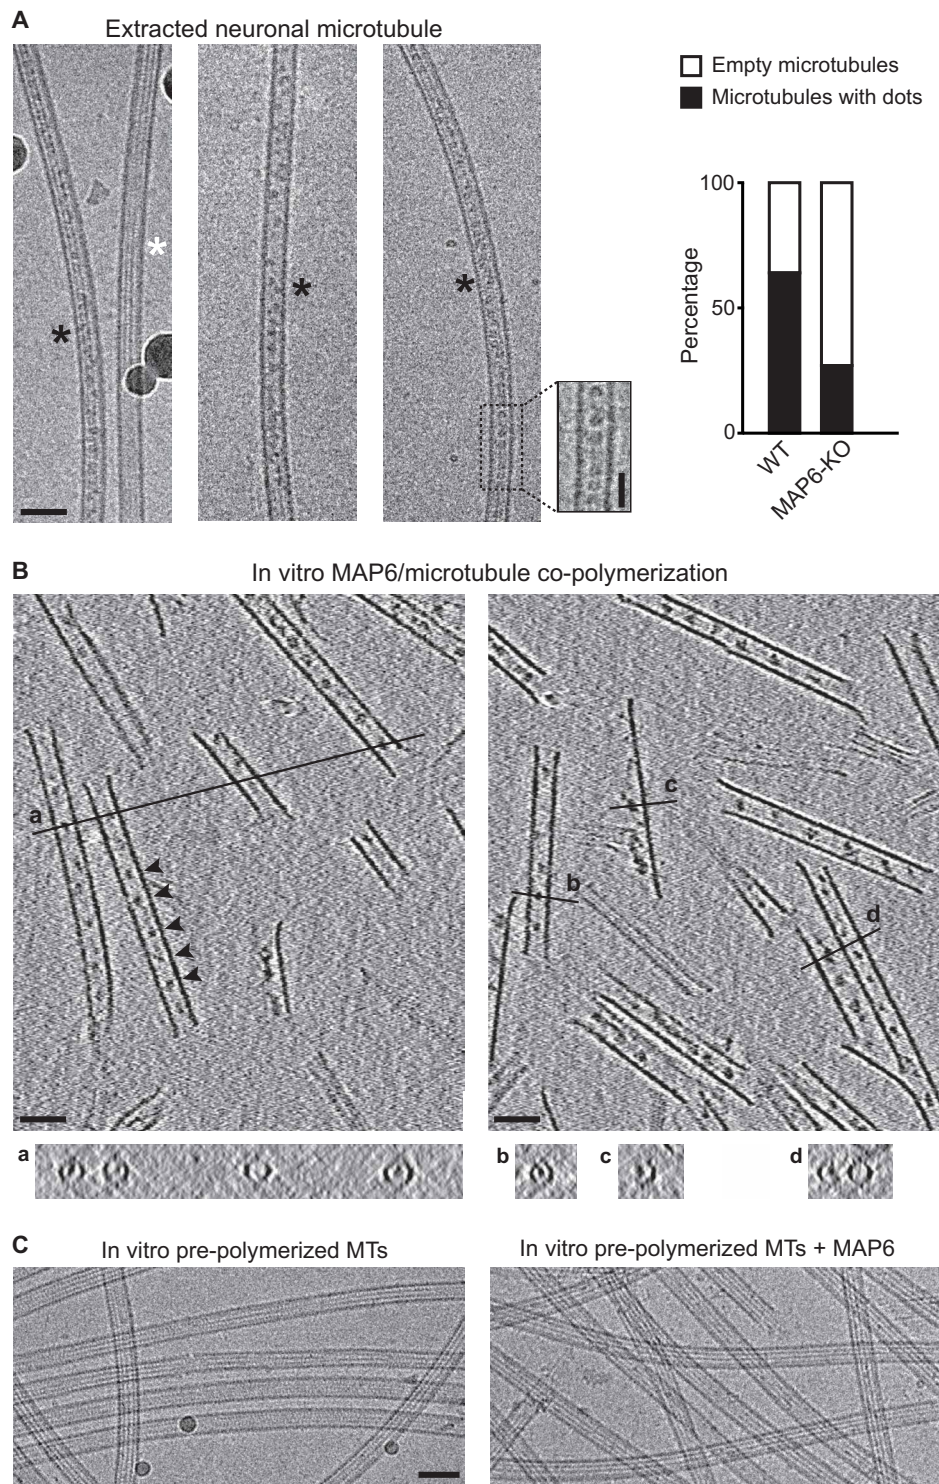 A
Extracted neuronal microtubule
Empty microtubules
Microtubules with dots
*
*
*
*
100
50
0
Percentage
WT
MAP6-KO
B
In vitro MAP6/microtubule co-polymerization
a
c
b
d
a
b
c
d
C
In vitro pre-polymerized MTs
In vitro pre-polymerized MTs + MAP6